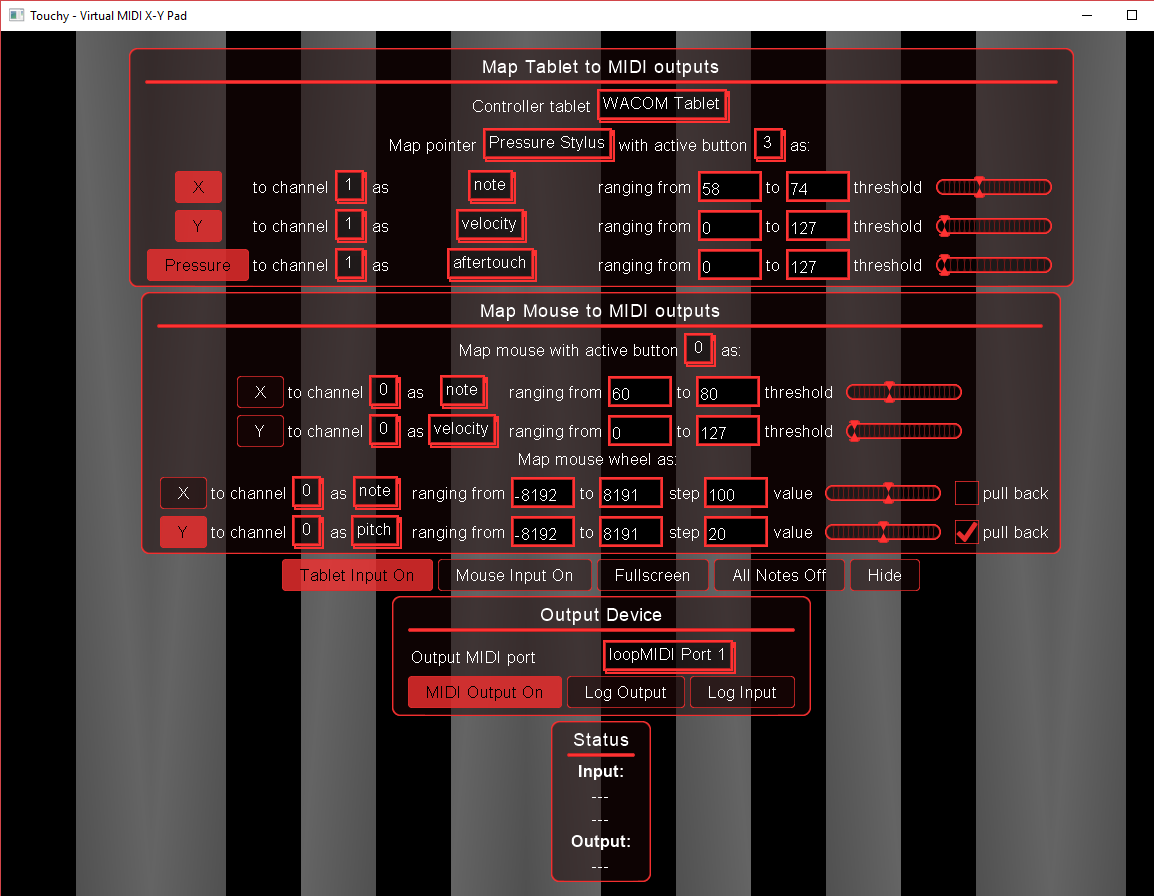 Touchy - Virtual MIDI X-Y Pad
Map Tablet to MIDI outputs
Controller tablet WACOM Tablet
Map pointer Pressure Stylus with active button 3 as:
X to channel 1 as note ranging from 58 to 74 threshold
Y to channel 1 as velocity ranging from 0 to 127 threshold
Pressure to channel 1 as aftertouch ranging from 0 to 127 threshold
Map Mouse to MIDI outputs
Map mouse with active button 0 as:
X to channel 0 as note ranging from 60 to 80 threshold
Y to channel 0 as velocity ranging from 0 to 127 threshold
Map mouse wheel as:
X to channel 0 as note ranging from -8192 to 8191 step 100 value pull back
Y to channel 0 as pitch ranging from -8192 to 8191 step 20 value pull back
Tablet Input On Mouse Input On Fullscreen All Notes Off Hide
Output Device
Output MIDI port loopMIDI Port 1
MIDI Output On Log Output Log Input
Status
Input:
---
---
Output:
---